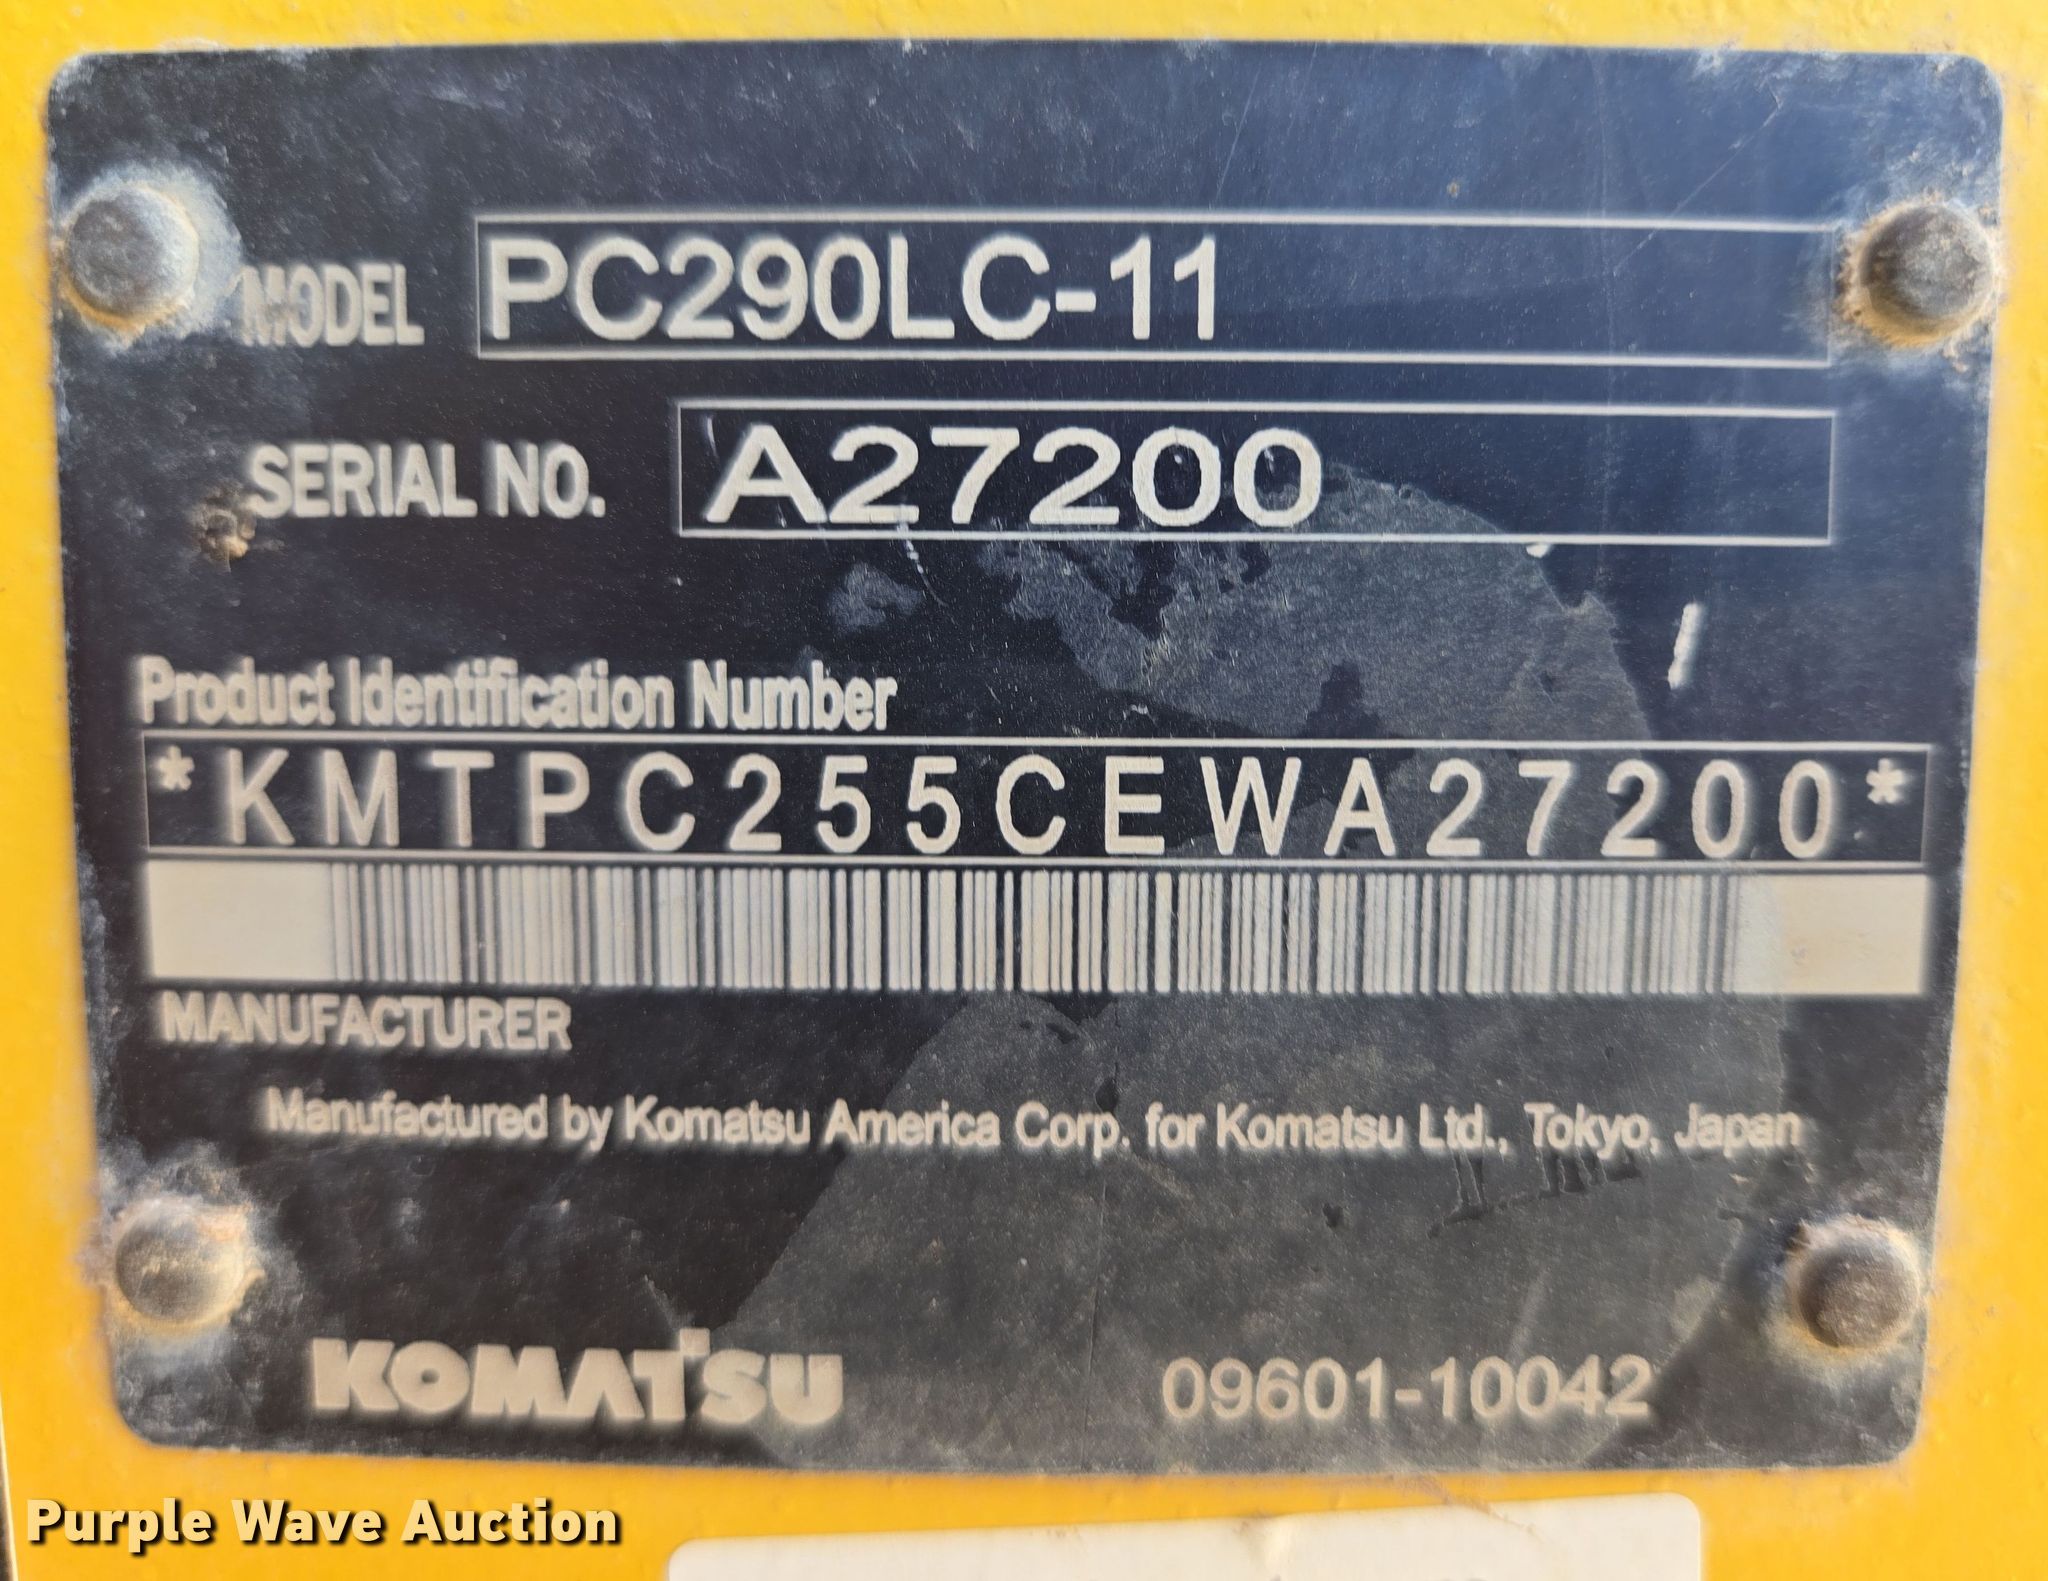 MODEL PC290LC-11
SERIAL NO. A27200
Product Identification Number
*KMTPC255CEWA27200*
MANUFACTURER
Manufactured by Komatsu America Corp. for Komatsu Ltd., Tokyo, Japan
KOMATSU 09601-10042
Purple Wave Auction